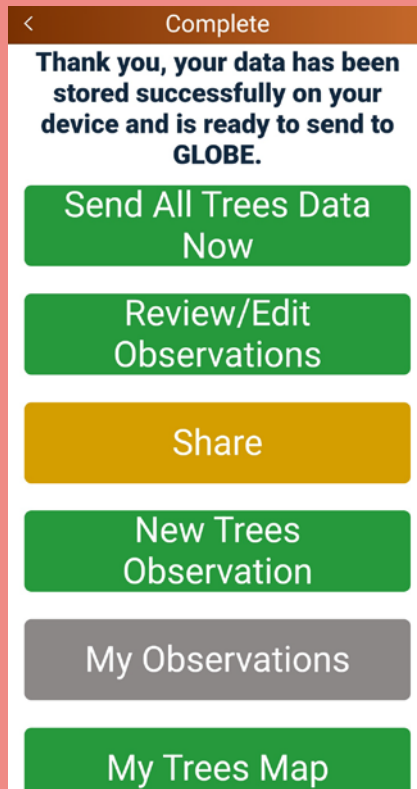 Complete
Thank you, your data has been
stored successfully on your
device and is ready to send to
GLOBE.
Send All Trees Data
Now
Review/Edit
Observations
Share
New Trees
Observation
My Observations
My Trees Map